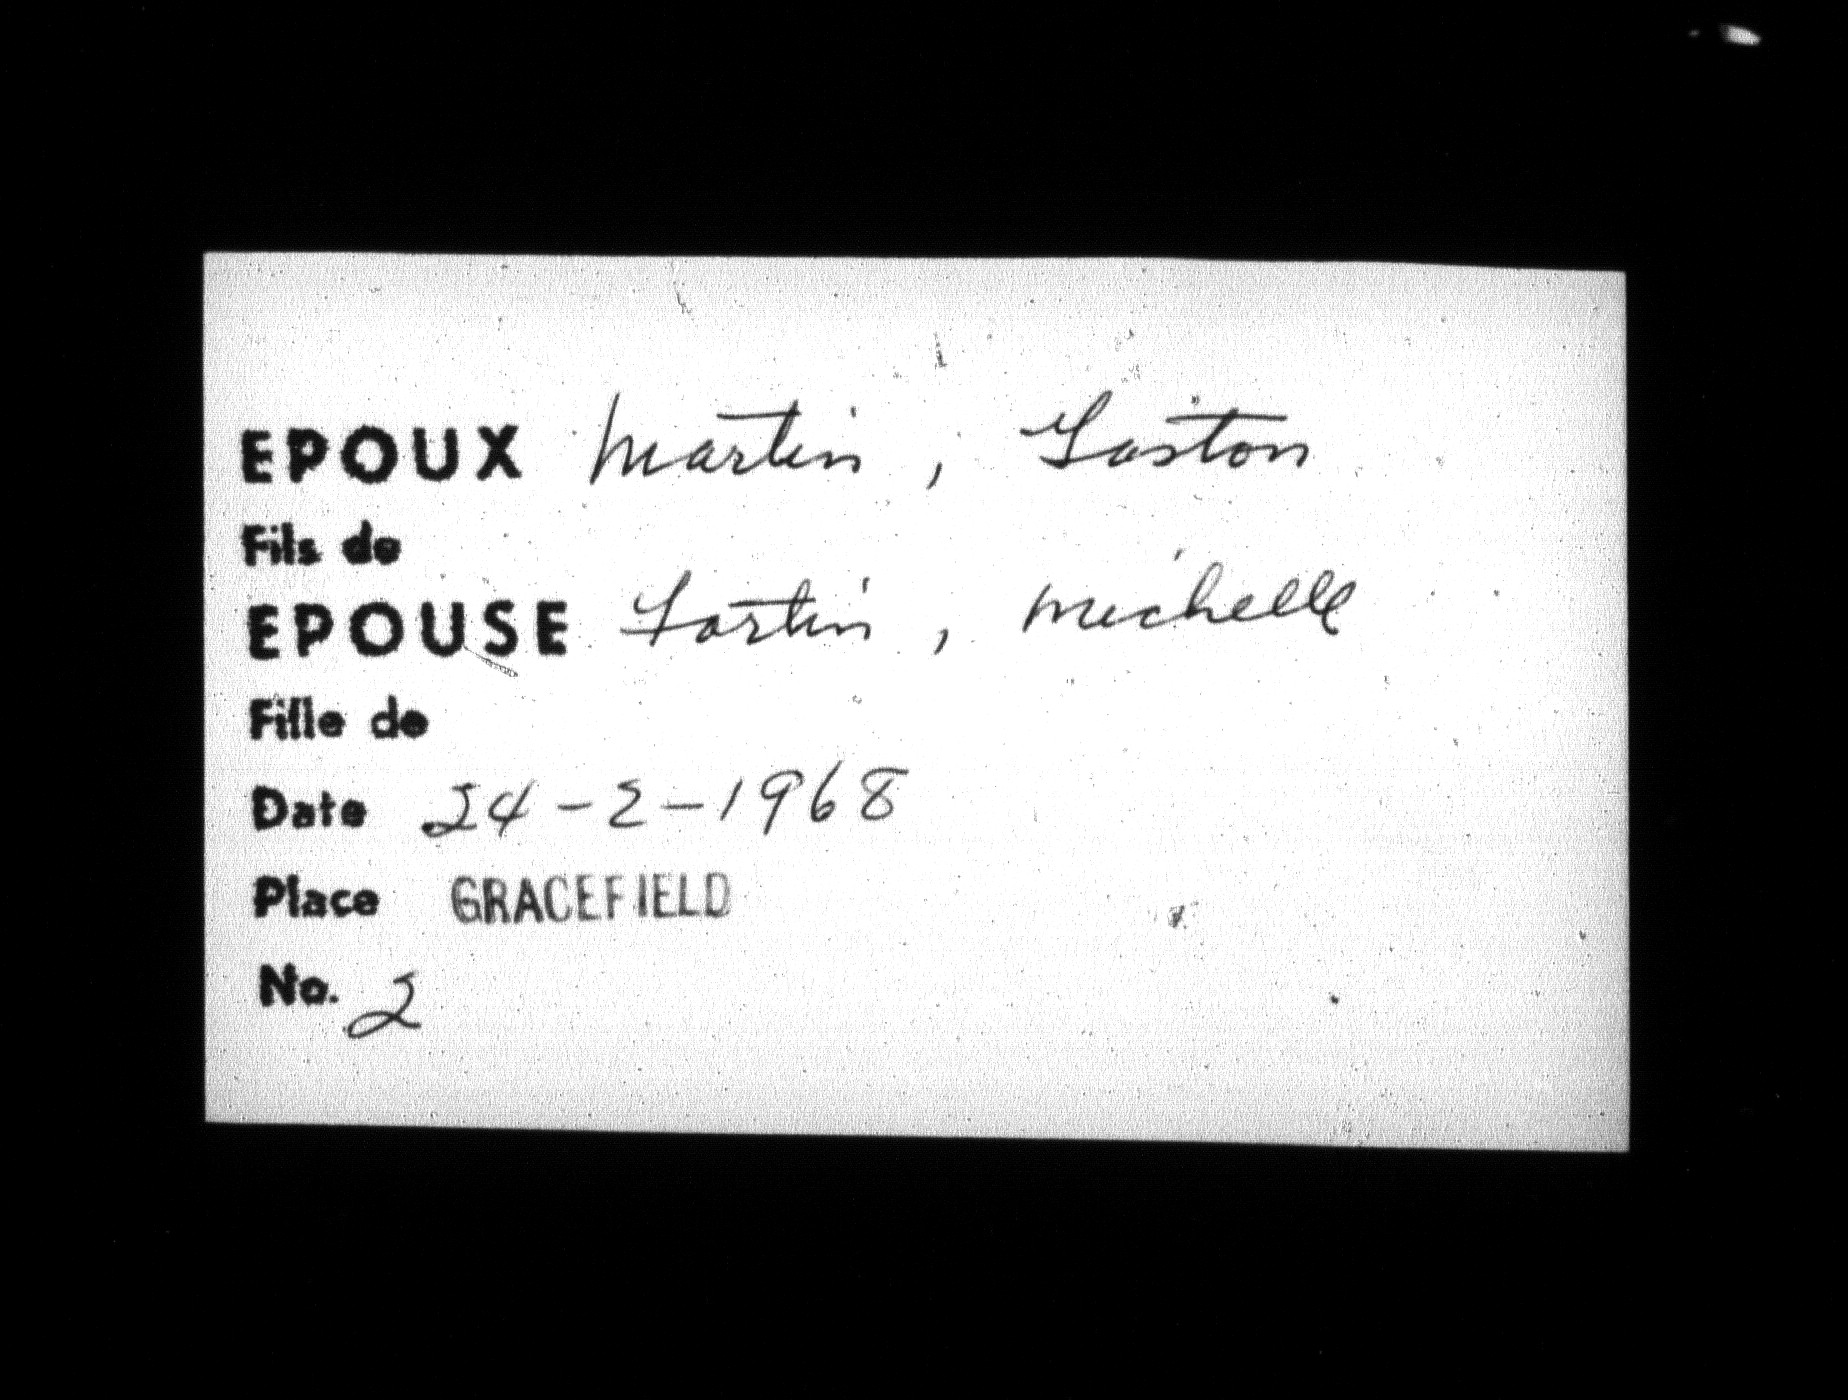 EPOUX Martin, Gaston
Fils de
EPOUSE Fortin, Michelle
Fille de
Date 24-2-1968
Place GRACEFIELD
No. 2